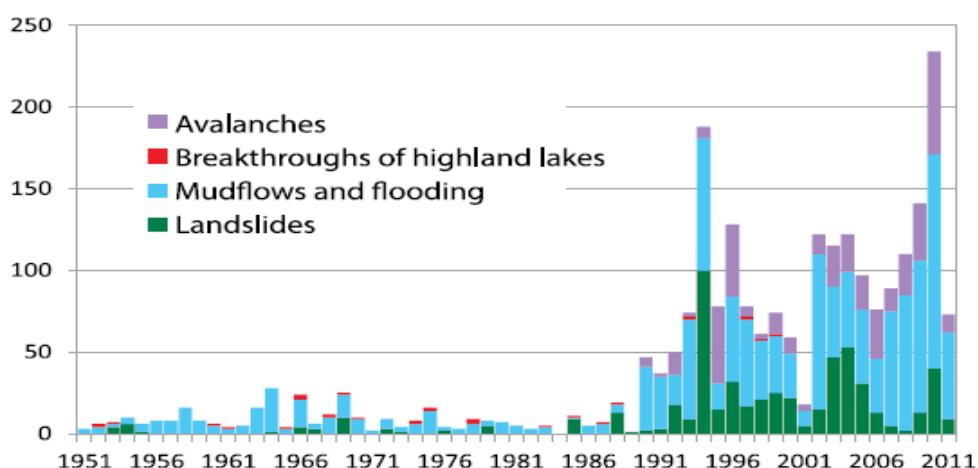 250
200
Avalanches
Breakthroughs of highland lakes
150
Mudflows and flooding
Landslides
100
50
0
1951 1956 1961 1966 1971 1976 1981 1986 1991 1996 2001 2006 2011